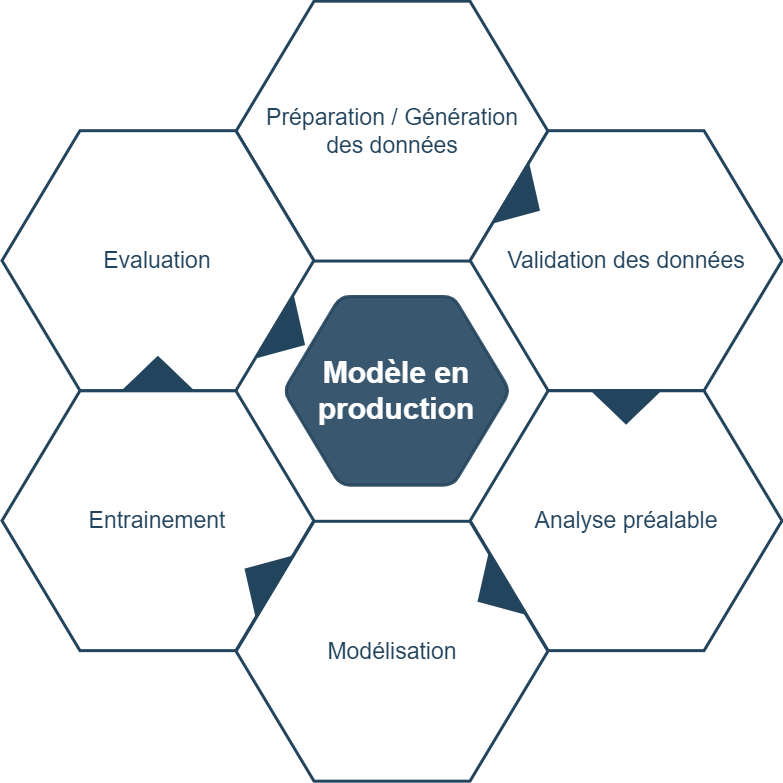 Préparation / Génération
des données
Evaluation
Validation des données
Modèle en
production
Entrainement
Analyse préalable
Modélisation